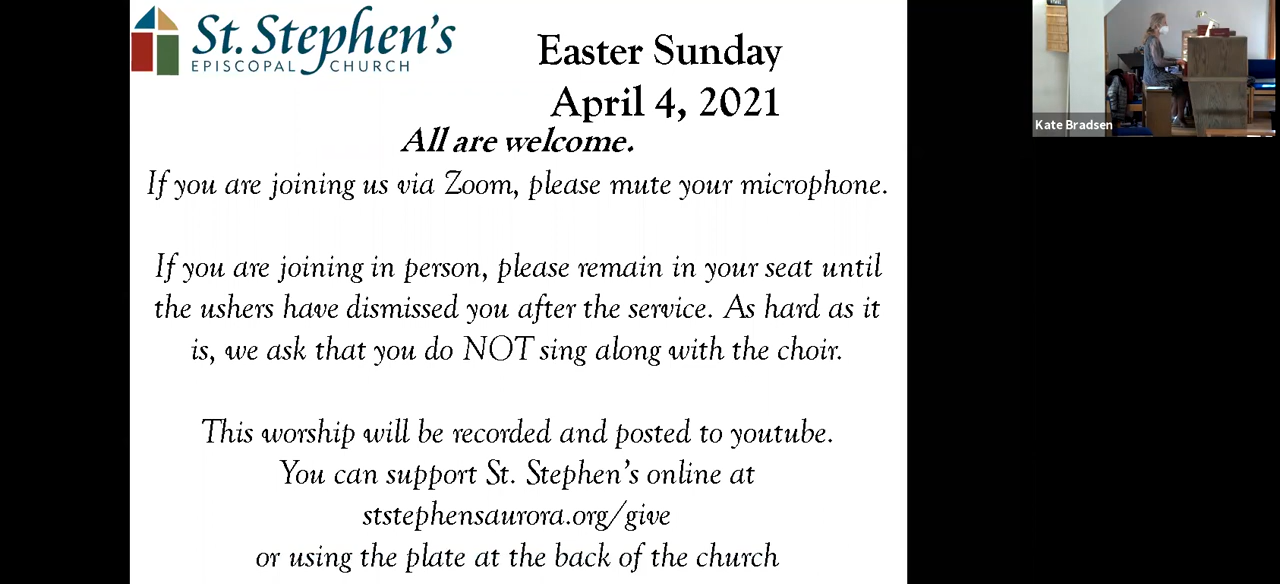 St. Stephen's
EPISCOPAL CHURCH
Easter Sunday
April 4, 2021
All are welcome.
If you are joining us via Zoom, please mute your microphone.
If you are joining in person, please remain in your seat until
the ushers have dismissed you after the service. As hard as it
is, we ask that you do NOT sing along with the choir.
This worship will be recorded and posted to youtube.
You can support St. Stephen's online at
ststephensaurora.org/give
or using the plate at the back of the church
Kate Bradsen